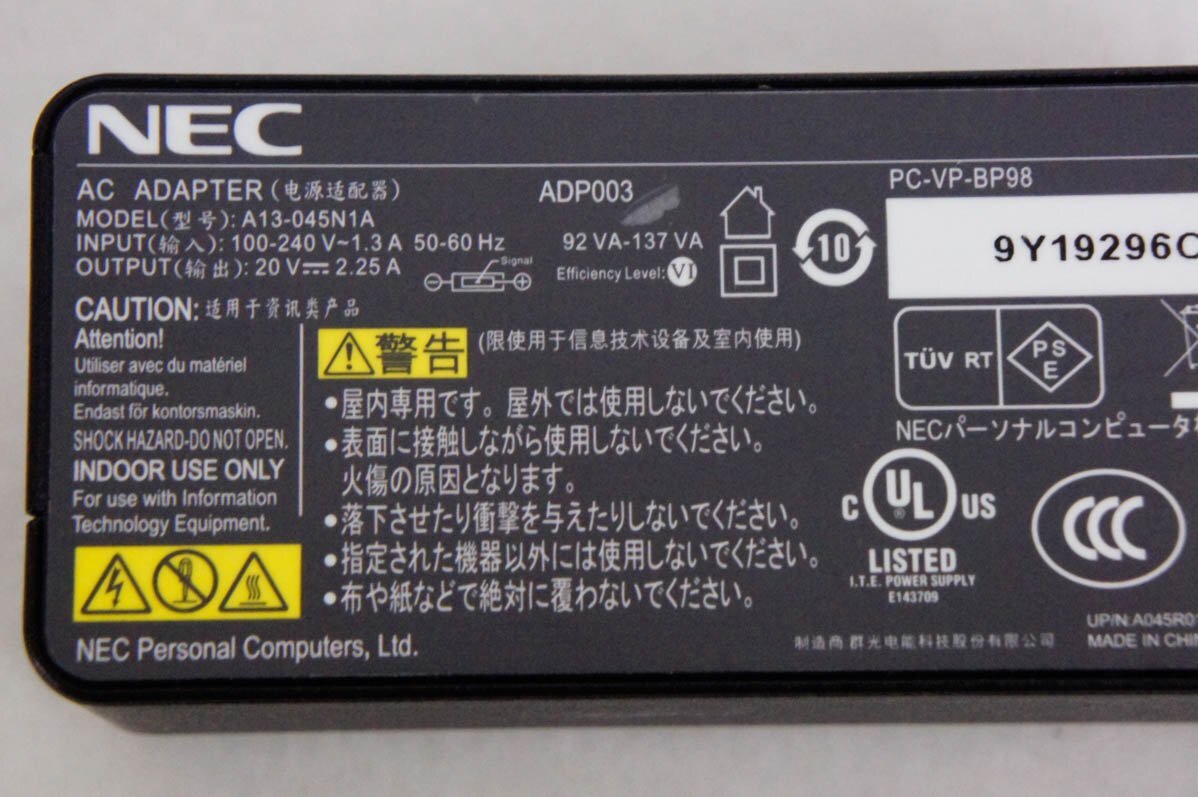 NEC
AC ADAPTER (电源适配器)
MODEL(型号): A13-045N1A
INPUT(输入): 100-240 V~1.3 A 50-60 Hz
OUTPUT(输出): 20 V⎓ 2.25 A
Signal
ADP003
92 VA-137 VA
Efficiency Level: VI
10
PC-VP-BP98
9Y19296C
CAUTION: 适用于资讯类产品
Attention!
Utiliser avec du matériel
informatique.
Endast för kontorsmaskin.
SHOCK HAZARD-DO NOT OPEN.
INDOOR USE ONLY
For use with Information
Technology Equipment.
警告 (限使用于信息技术设备及室内使用)
•屋内専用です。屋外では使用しないでください。
•表面に接触しながら使用しないでください。
火傷の原因となります。
•落下させたり衝撃を与えたりしないでください。
•指定された機器以外には使用しないでください。
•布や紙などで絶対に覆わないでください。
TÜV RT
PS
E
NECパーソナルコンピュータ
C UL US
®
LISTED
I.T.E. POWER SUPPLY
E143709
CCC
NEC Personal Computers, Ltd.
制造商 群光电能科技股份有限公司
UP/N:A045R0
MADE IN CHI